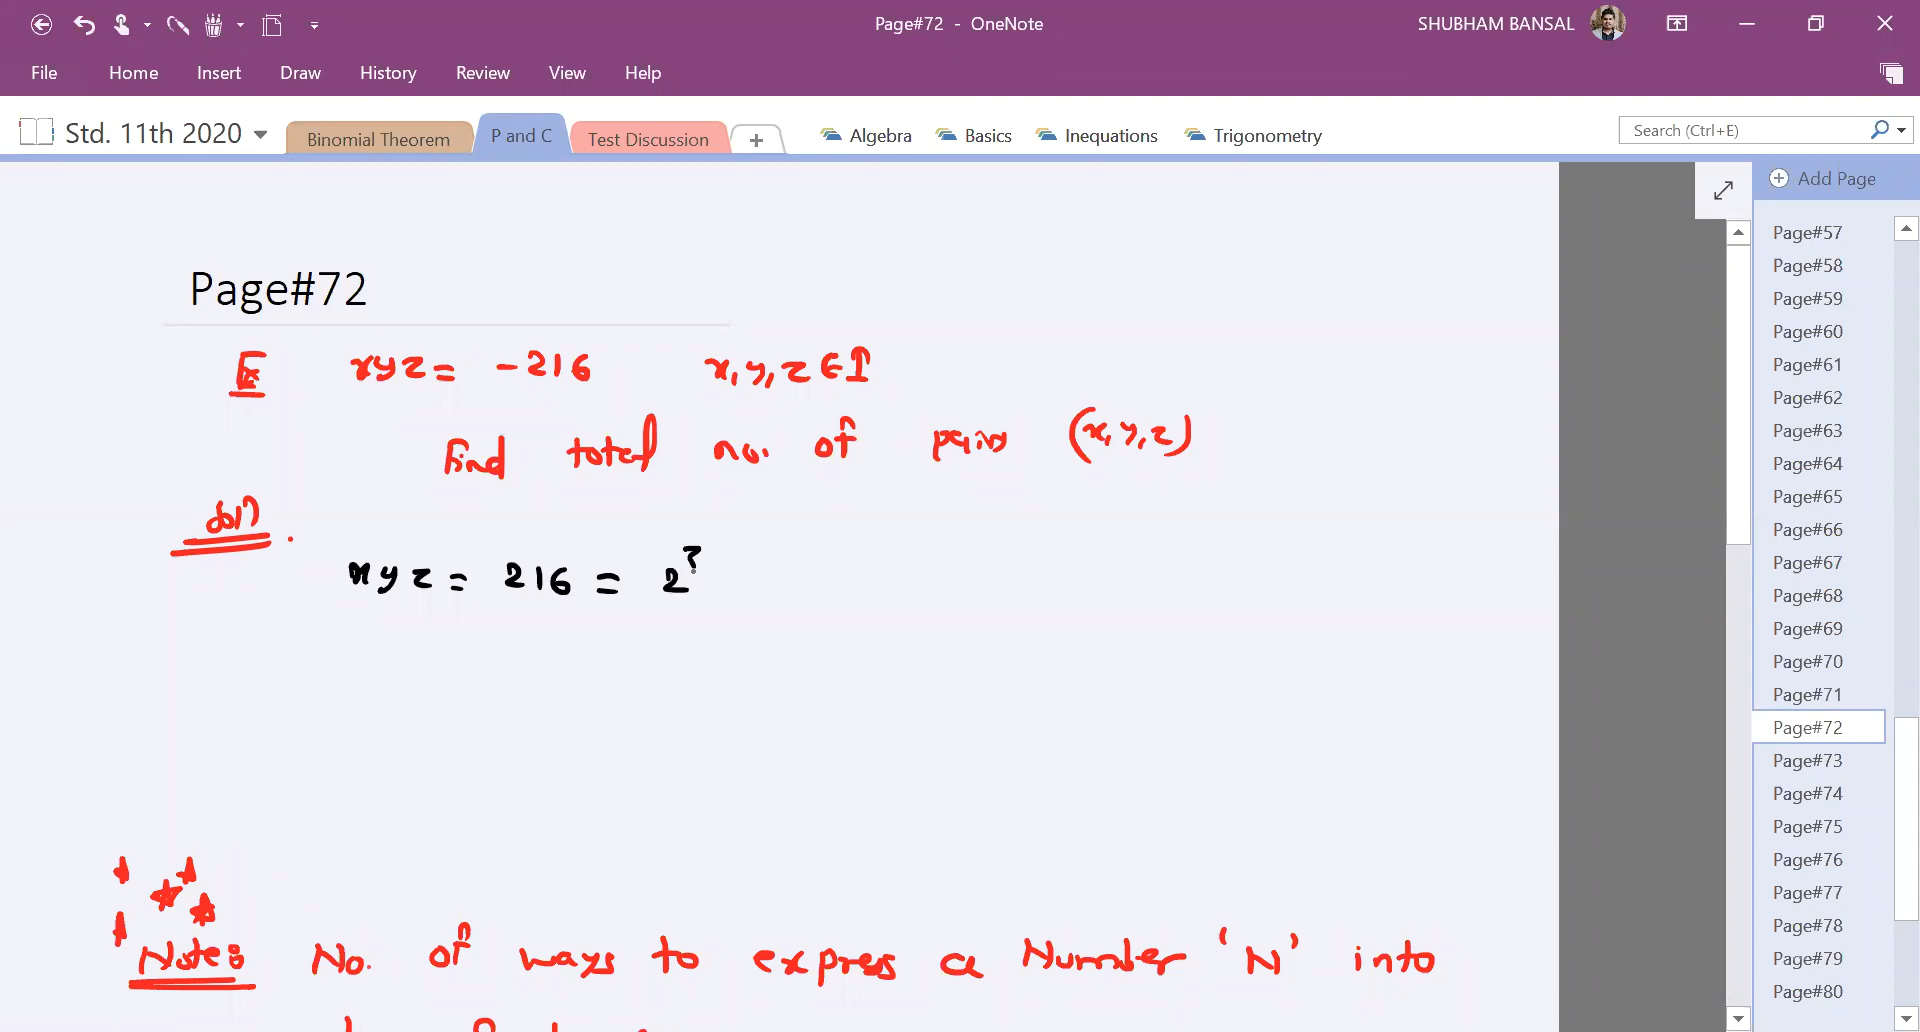 Page#72 - OneNote
SHUBHAM BANSAL
File Home Insert Draw History Review View Help
Std. 11th 2020
Binomial Theorem P and C Test Discussion + Algebra Basics Inequations Trigonometry
Search (Ctrl+E)
Add Page
Page#57
Page#58
Page#59
Page#60
Page#61
Page#62
Page#63
Page#64
Page#65
Page#66
Page#67
Page#68
Page#69
Page#70
Page#71
Page#72
Page#73
Page#74
Page#75
Page#76
Page#77
Page#78
Page#79
Page#80
Page#72
Ex xyz = -216 x, y, z ∈ I
Find total no. of pairs (x, y, z)
Soln.
xyz = 216 = 2³
Note: No. of ways to express a Number 'N' into